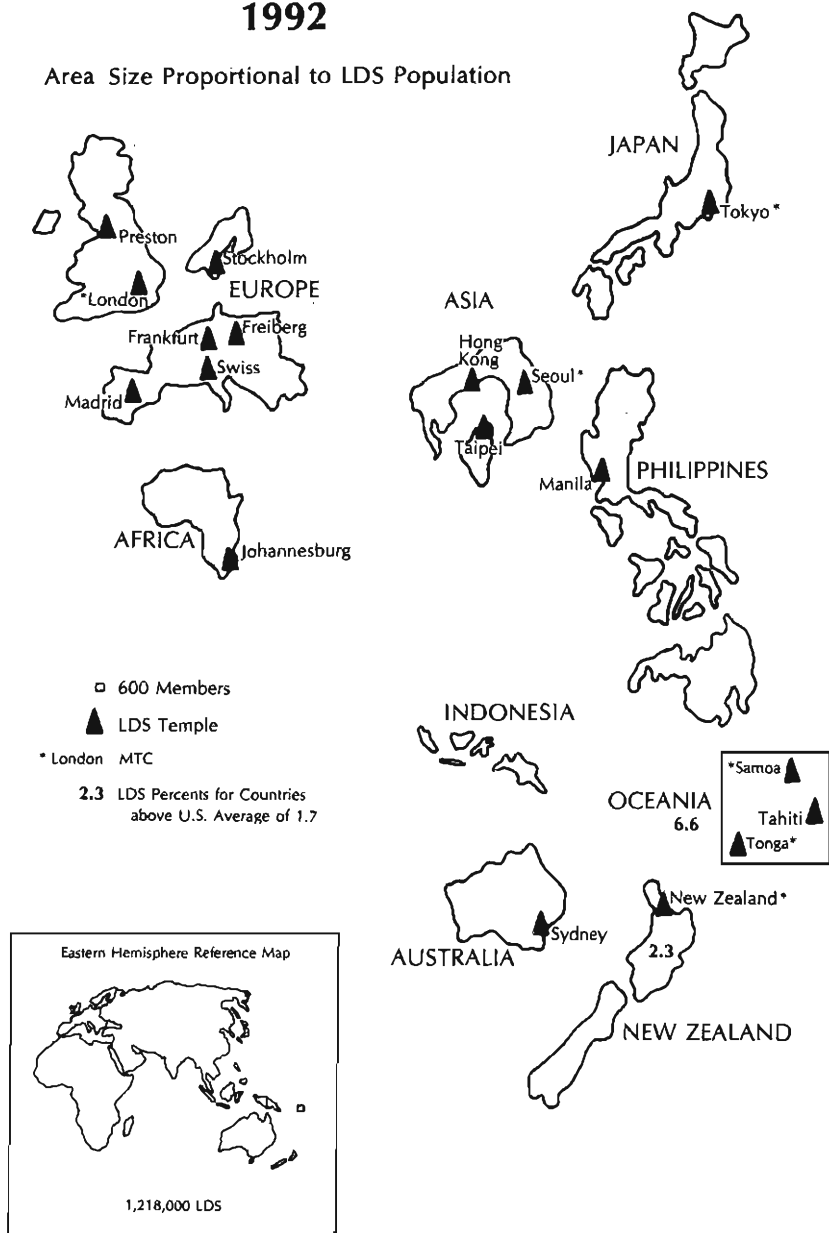 1992
Area Size Proportional to LDS Population
JAPAN
Tokyo*
Preston
Stockholm
*London
EUROPE
Frankfurt
Freiberg
Swiss
Madrid
ASIA
Hong
Kong
Seoul*
Taipei
Manila
PHILIPPINES
AFRICA
Johannesburg
600 Members
LDS Temple
* London MTC
2.3 LDS Percents for Countries
above U.S. Average of 1.7
INDONESIA
OCEANIA
6.6
*Samoa
Tahiti
Tonga*
New Zealand*
Sydney
AUSTRALIA
2.3
NEW ZEALAND
Eastern Hemisphere Reference Map
1,218,000 LDS